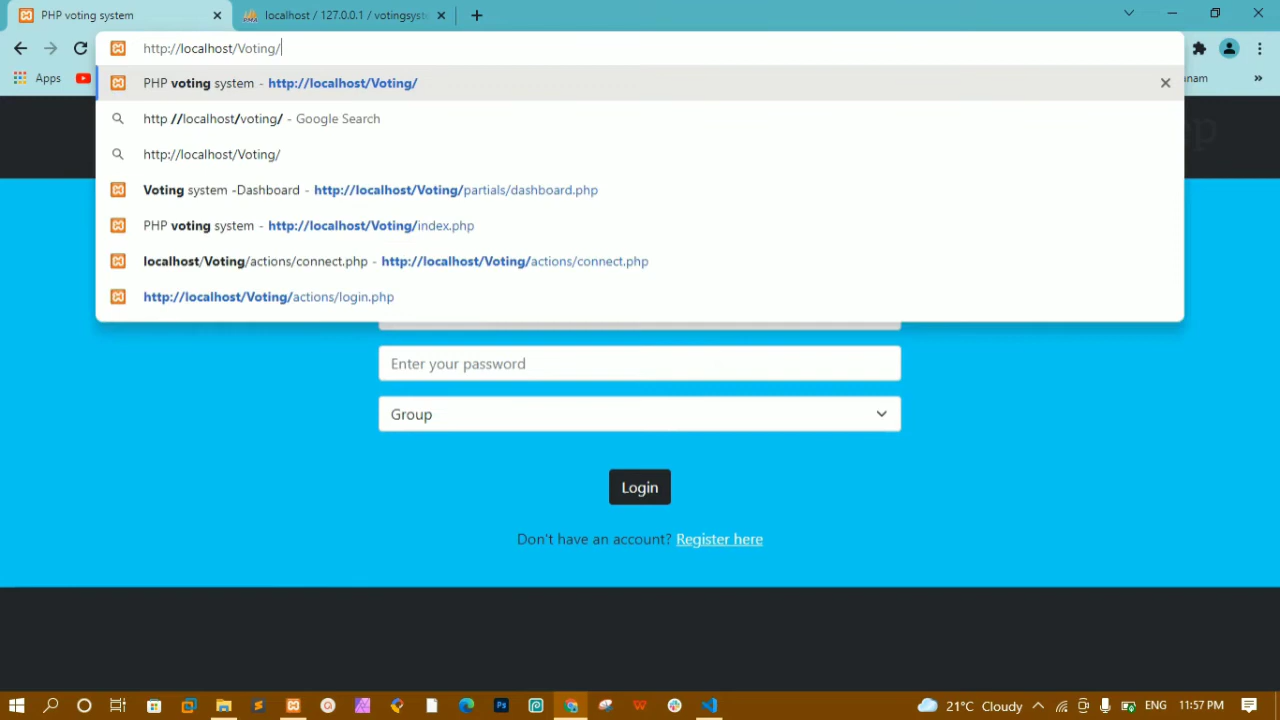 PHP voting system
localhost / 127.0.0.1 / votingsyste
http://localhost/Voting/
Apps
nam
PHP voting system - http://localhost/Voting/
http //localhost/voting/ - Google Search
http://localhost/Voting/
Voting system -Dashboard - http://localhost/Voting/partials/dashboard.php
PHP voting system - http://localhost/Voting/index.php
localhost/Voting/actions/connect.php - http://localhost/Voting/actions/connect.php
http://localhost/Voting/actions/login.php
Enter your password
Group
Login
Don't have an account? Register here
21°C Cloudy
ENG
11:57 PM